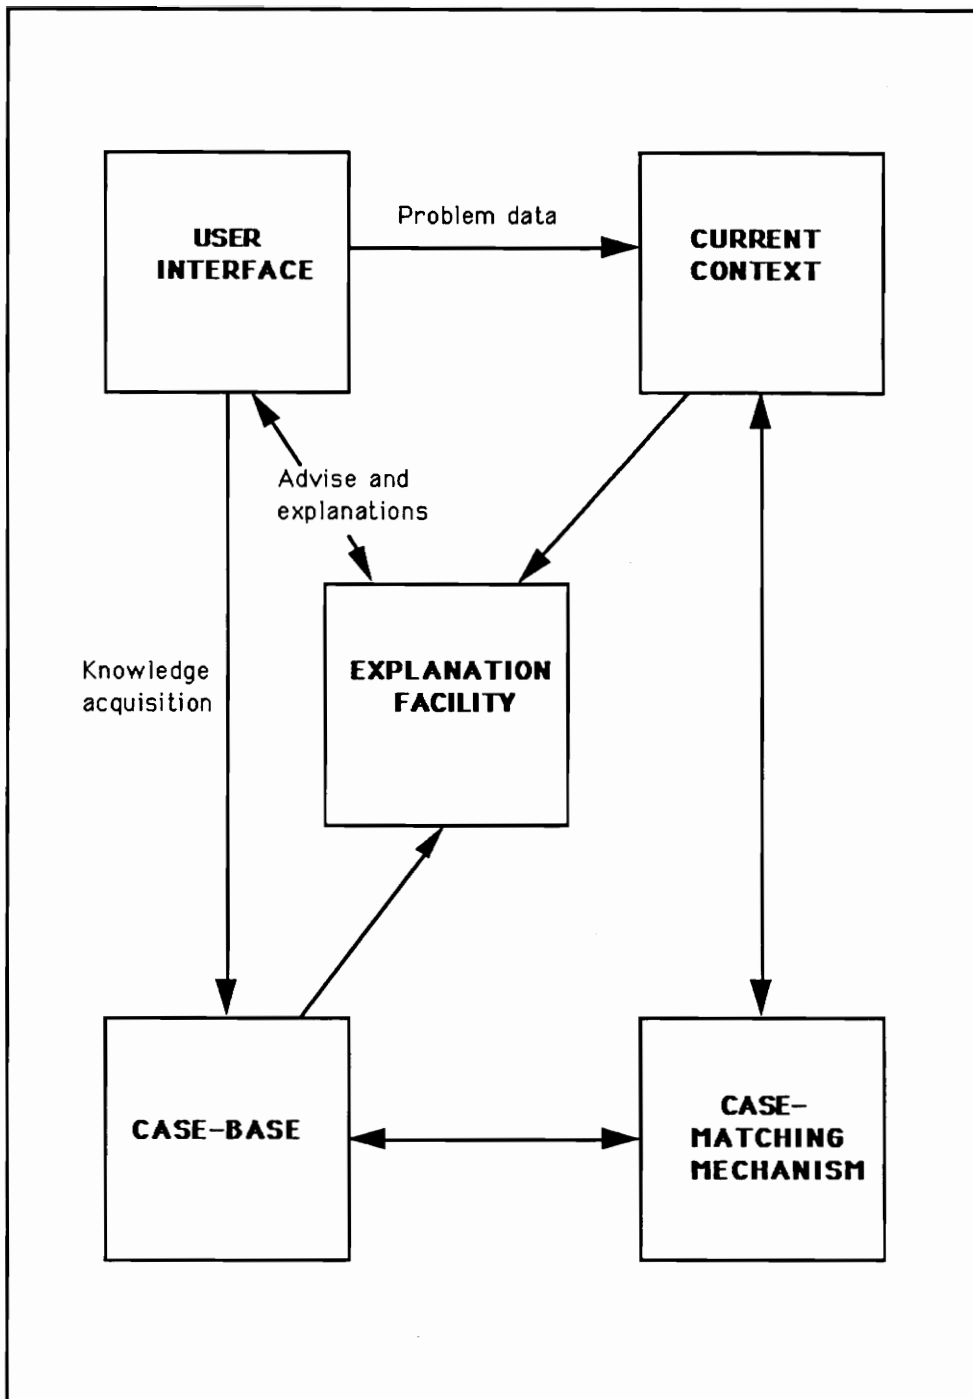 USER
INTERFACE
Problem data
CURRENT
CONTEXT
Advise and
explanations
EXPLANATION
FACILITY
Knowledge
acquisition
CASE-BASE
CASE-
MATCHING
MECHANISM